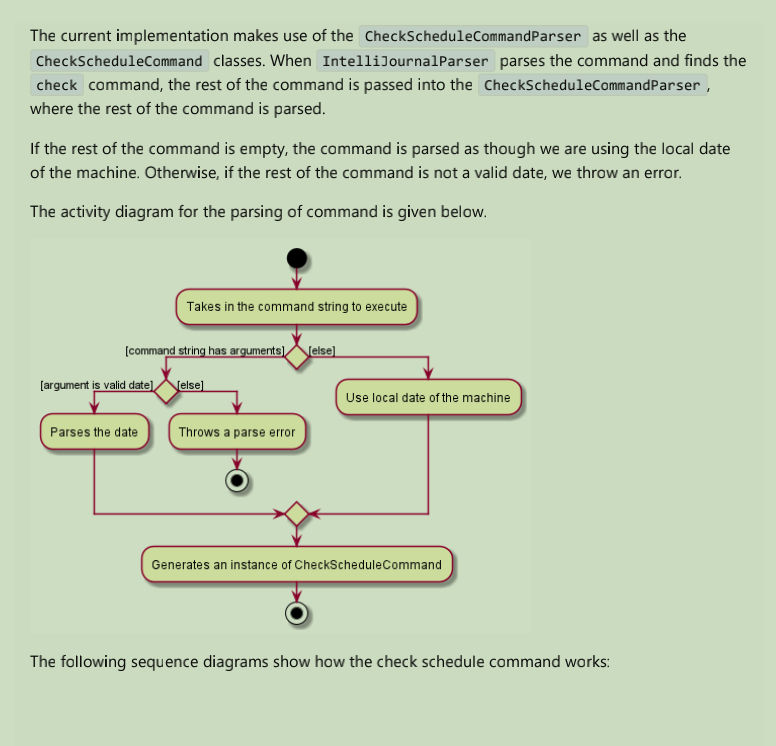 The current implementation makes use of the CheckScheduleCommandParser as well as the
CheckScheduleCommand classes. When IntelliJournalParser parses the command and finds the
check command, the rest of the command is passed into the CheckScheduleCommandParser,
where the rest of the command is parsed.
If the rest of the command is empty, the command is parsed as though we are using the local date
of the machine. Otherwise, if the rest of the command is not a valid date, we throw an error.
The activity diagram for the parsing of command is given below.
Takes in the command string to execute
[command string has arguments] [else]
[argument is valid date] [else]
Use local date of the machine
Parses the date
Throws a parse error
Generates an instance of CheckScheduleCommand
The following sequence diagrams show how the check schedule command works: